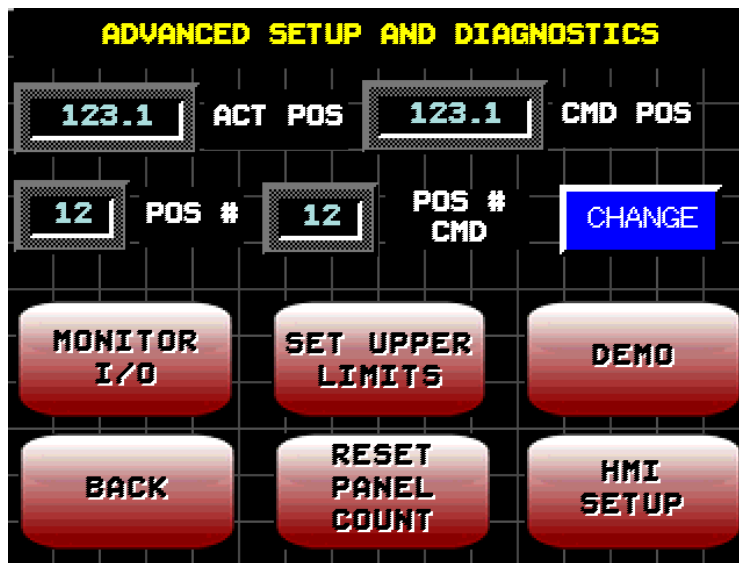 ADVANCED SETUP AND DIAGNOSTICS
123.1 ACT POS 123.1 CMD POS
12 POS # 12 POS # CMD CHANGE
MONITOR I/O
SET UPPER LIMITS
DEMO
BACK
RESET PANEL COUNT
HMI SETUP